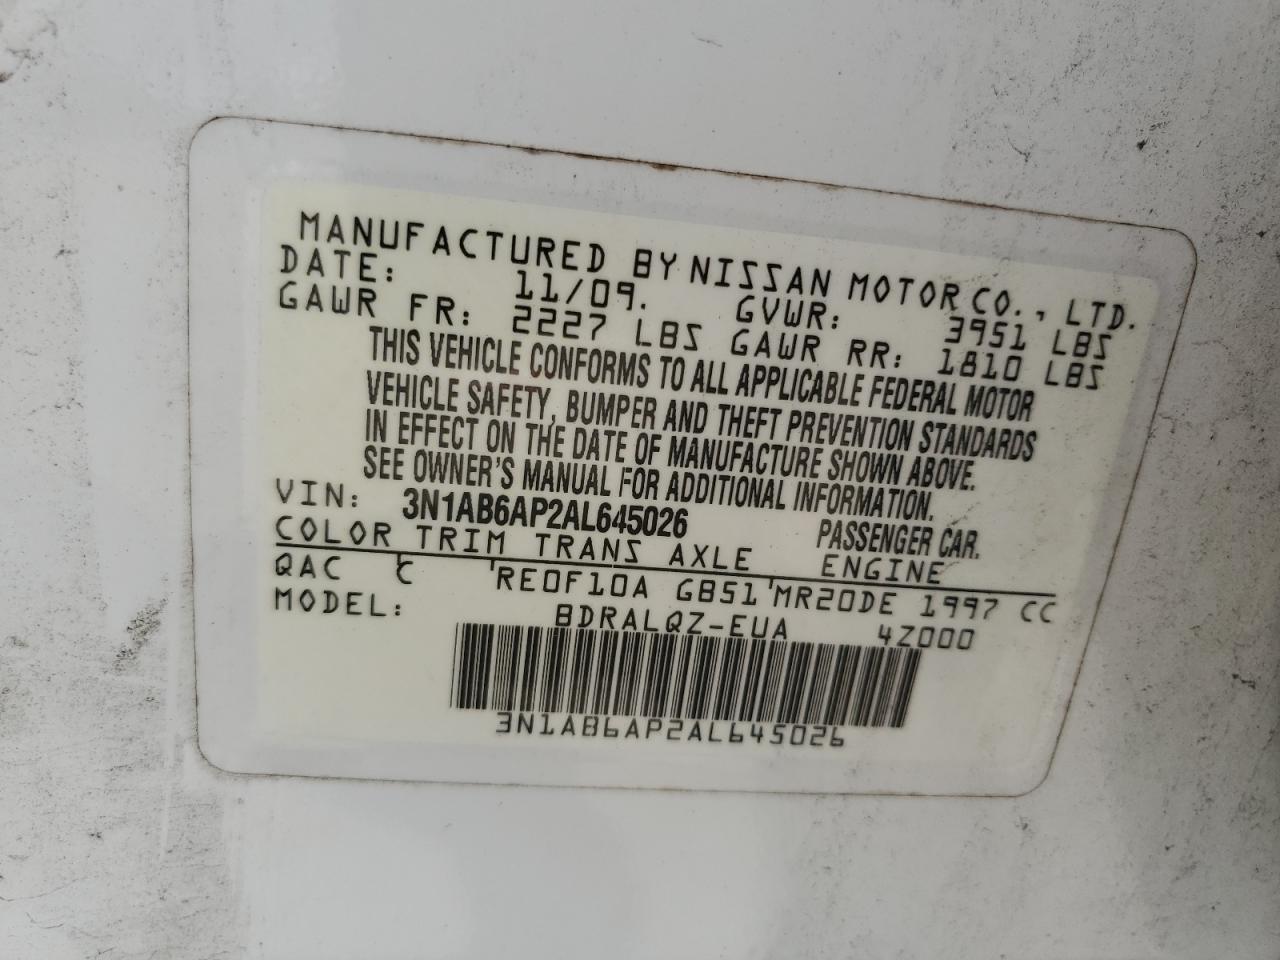 MANUFACTURED BY NISSAN MOTOR CO., LTD.
DATE: 11/09. GVWR: 3951 LBS
GAWR FR: 2227 LBS GAWR RR: 1810 LBS
THIS VEHICLE CONFORMS TO ALL APPLICABLE FEDERAL MOTOR
VEHICLE SAFETY, BUMPER AND THEFT PREVENTION STANDARDS
IN EFFECT ON THE DATE OF MANUFACTURE SHOWN ABOVE.
SEE OWNER'S MANUAL FOR ADDITIONAL INFORMATION.
VIN: 3N1AB6AP2AL645026 PASSENGER CAR.
COLOR TRIM TRANS AXLE ENGINE
QAC C RE0F10A GB51 MR20DE 1997 CC
MODEL: BDRALQZ-EUA 4Z000
3N1AB6AP2AL645026